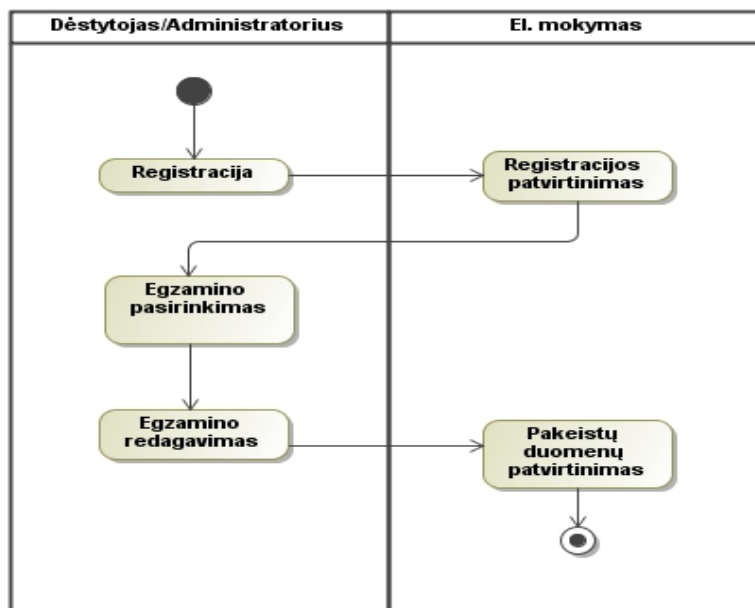 Dėstytojas/Administratorius
El. mokymas
Registracija
Registracijos
patvirtinimas
Egzamino
pasirinkimas
Egzamino
redagavimas
Pakeistų
duomenų
patvirtinimas